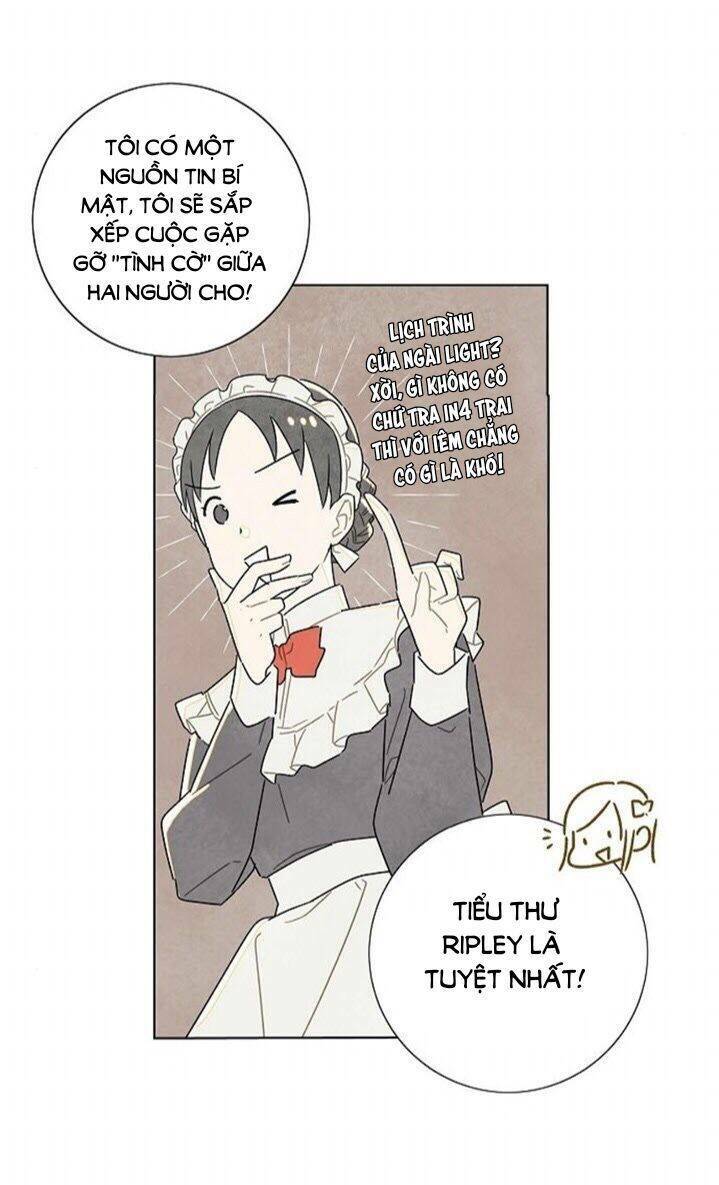 TÔI CÓ MỘT
NGUỒN TIN BÍ
MẬT, TÔI SẼ SẮP
XẾP CUỘC GẶP
GỠ "TÌNH CỜ" GIỮA
HAI NGƯỜI CHO!
LỊCH TRÌNH
CỦA NGÀI LIGHT?
XỜI, GÌ KHÔNG CÓ
CHỨ TRA IN4 TRAI
THÌ VỚI IÊM CHẲNG
CÓ GÌ LÀ KHÓ!
TIỂU THƯ
RIPLEY LÀ
TUYỆT NHẤT!